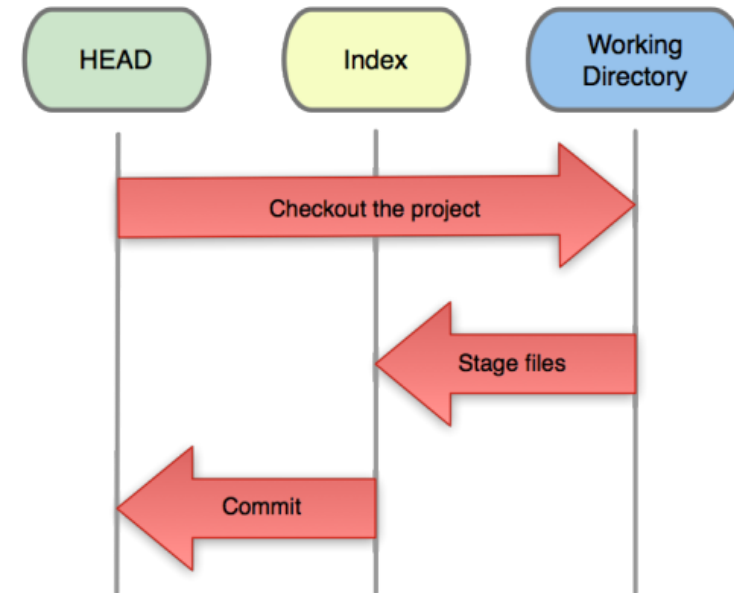 HEAD
Index
Working
Directory
Checkout the project
Stage files
Commit